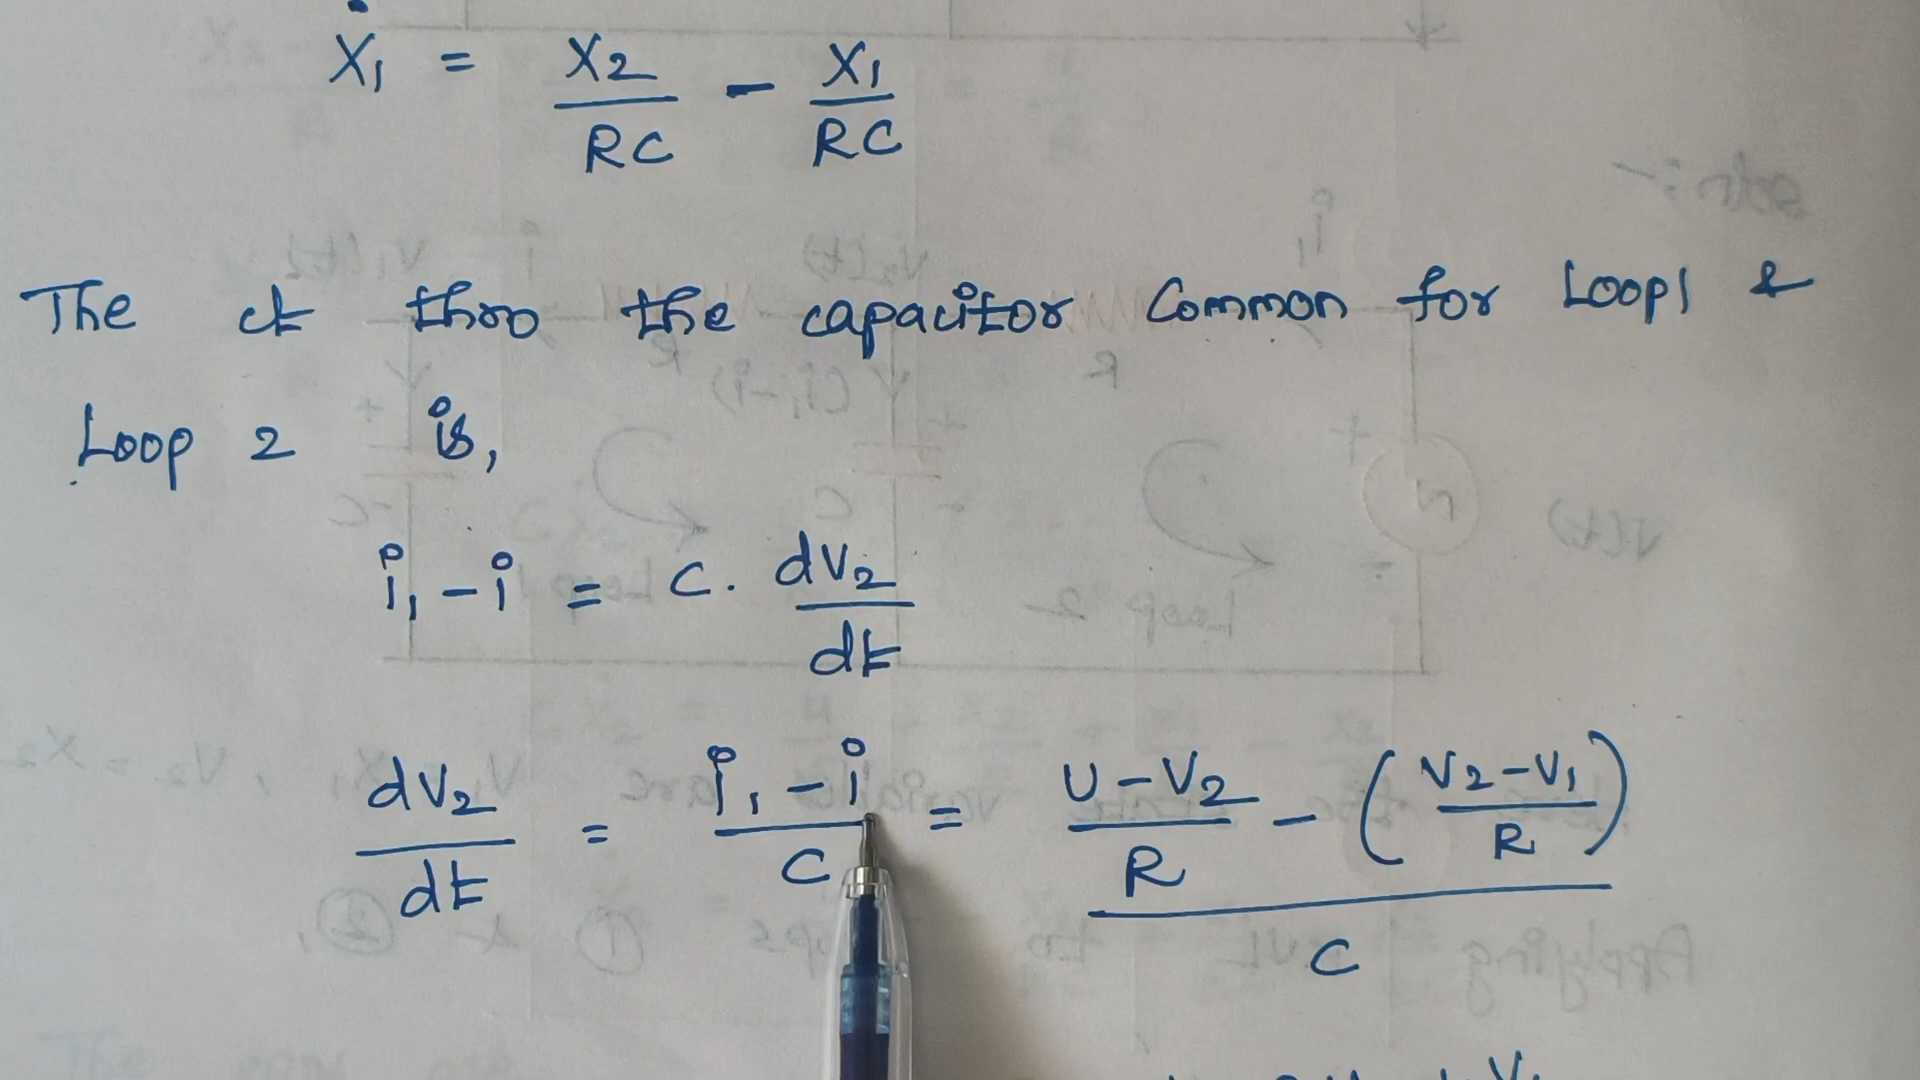 Ẋ₁ = X₂/RC - X₁/RC
The ct thro the capacitor Common for Loop1 &
Loop 2 is,
i₁ - i = C. dV₂/dt
dV₂/dt = (i₁ - i)/C = (U - V₂)/R - ((V₂ - V₁)/R) / C